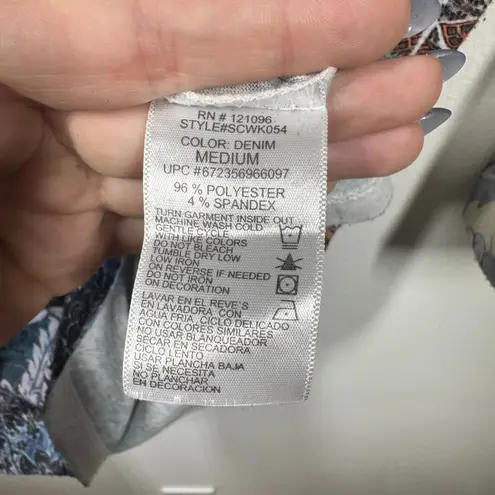 RN # 121096
STYLE#SCWK054
COLOR: DENIM
MEDIUM
UPC #672356966097
96 % POLYESTER
4 % SPANDEX
TURN GARMENT INSIDE OUT
MACHINE WASH COLD
GENTLE CYCLE
WITH LIKE COLORS
DO NOT BLEACH
TUMBLE DRY LOW
LOW IRON
ON REVERSE IF NEEDED
DO NOT IRON
ON DECORATION
LAVAR EN EL REVE'S
EN LAVADORA, CON
AGUA FRIA, CICLO DELICADO
CON COLORES SIMILARES
NO USAR BLANQUEADOR
SECAR EN SECADORA
CICLO LENTO
USAR PLANCHA BAJA
SI SE NECESITA
NO PLANCHAR
EN DECORACION